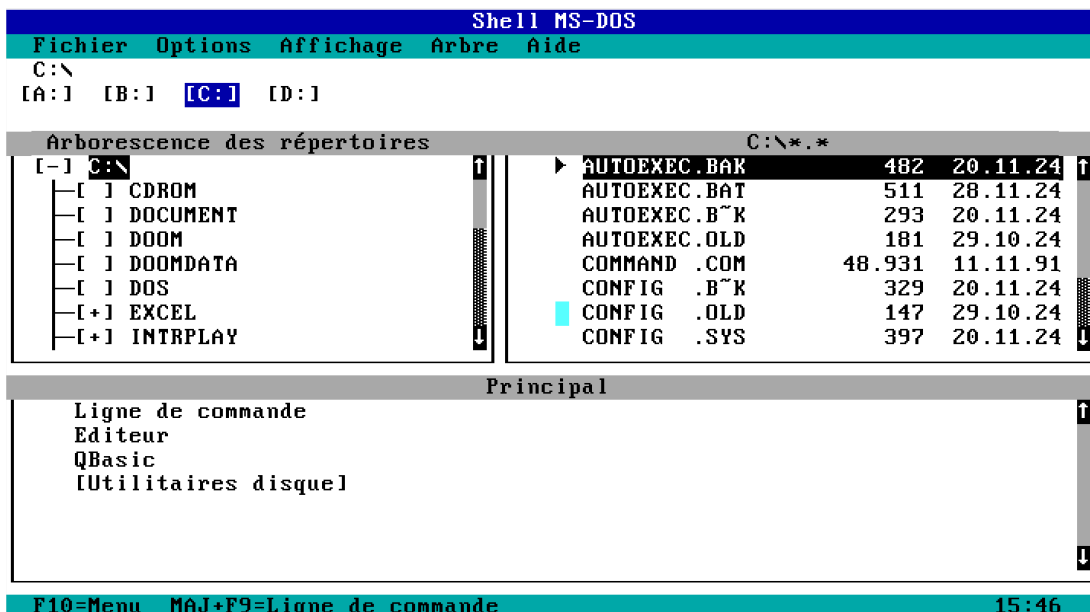 Shell MS-DOS
Fichier Options Affichage Arbre Aide
C:\
[A:] [B:] [C:] [D:]
Arborescence des répertoires C:\*.*
[-] C:\ ↑ ► AUTOEXEC.BAK 482 20.11.24 ↑
[ ] CDROM AUTOEXEC.BAT 511 28.11.24
[ ] DOCUMENT AUTOEXEC.B~K 293 20.11.24
[ ] DOOM AUTOEXEC.OLD 181 29.10.24
[ ] DOOMDATA COMMAND .COM 48.931 11.11.91
[ ] DOS CONFIG .B~K 329 20.11.24
[+] EXCEL CONFIG .OLD 147 29.10.24
[+] INTRPLAY ↓ CONFIG .SYS 397 20.11.24 ↓
Principal
Ligne de commande ↑
Editeur
QBasic
[Utilitaires disque]
↓
F10=Menu MAJ+F9=Ligne de commande 15:46